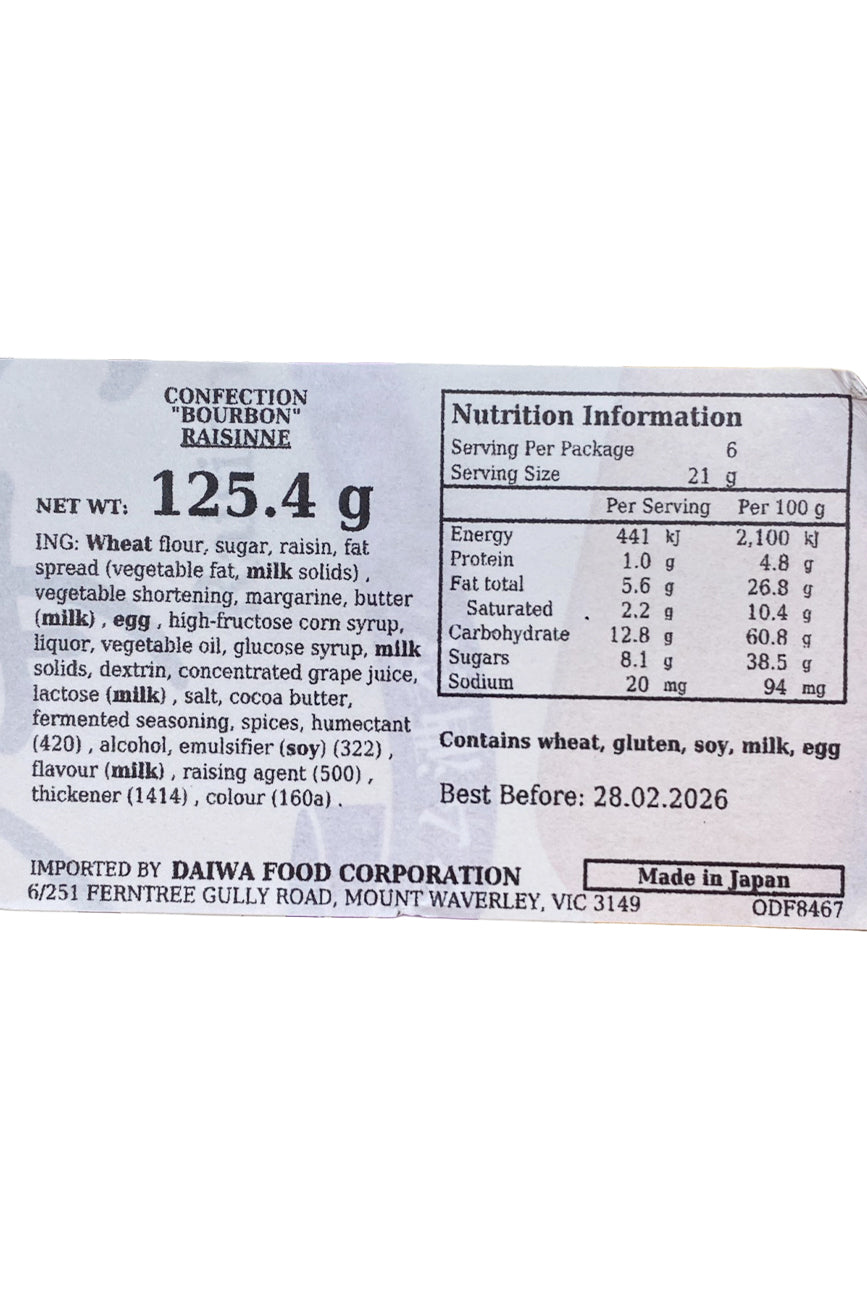 CONFECTION
"BOURBON"
RAISINNE
NET WT: 125.4 g
ING: Wheat flour, sugar, raisin, fat
spread (vegetable fat, milk solids) ,
vegetable shortening, margarine, butter
(milk) , egg , high-fructose corn syrup,
liquor, vegetable oil, glucose syrup, milk
solids, dextrin, concentrated grape juice,
lactose (milk) , salt, cocoa butter,
fermented seasoning, spices, humectant
(420) , alcohol, emulsifier (soy) (322) ,
flavour (milk) , raising agent (500) ,
thickener (1414) , colour (160a) .
Nutrition Information
Serving Per Package 6
Serving Size 21 g
Per Serving Per 100 g
Energy 441 kJ 2,100 kJ
Protein 1.0 g 4.8 g
Fat total 5.6 g 26.8 g
Saturated 2.2 g 10.4 g
Carbohydrate 12.8 g 60.8 g
Sugars 8.1 g 38.5 g
Sodium 20 mg 94 mg
Contains wheat, gluten, soy, milk, egg
Best Before: 28.02.2026
IMPORTED BY DAIWA FOOD CORPORATION
6/251 FERNTREE GULLY ROAD, MOUNT WAVERLEY, VIC 3149
Made in Japan
ODF8467